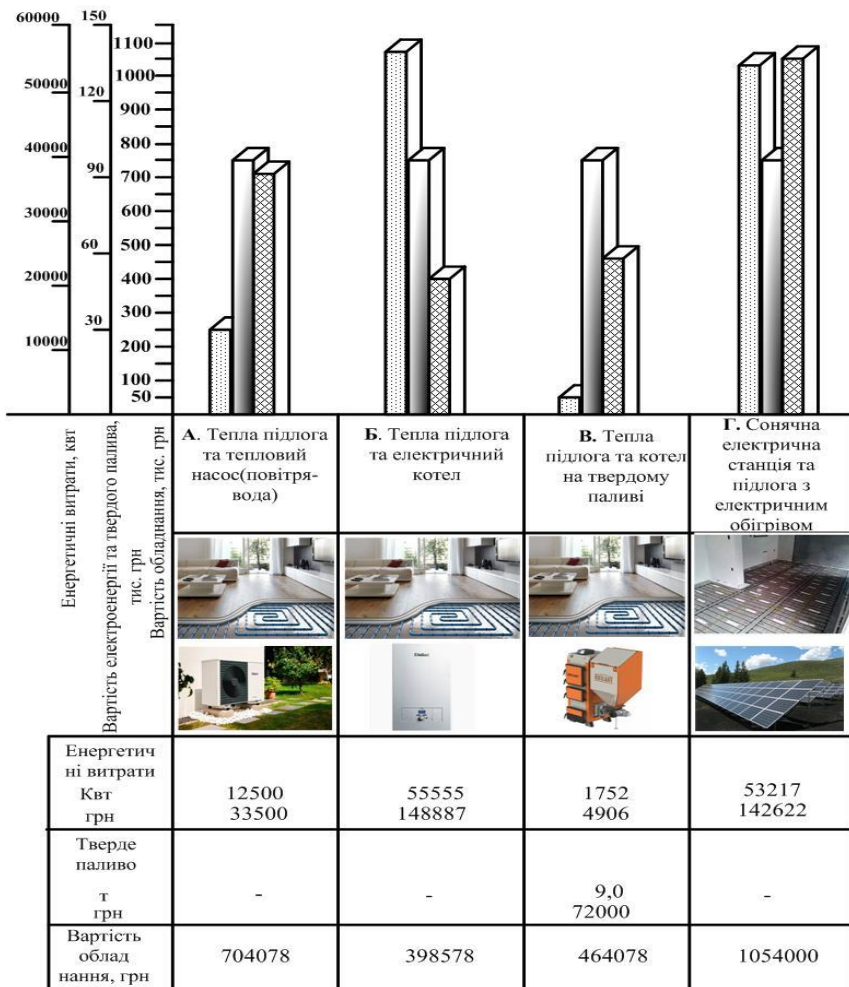 60000
50000
40000
30000
20000
10000
150
120
90
60
30
1100
1000
900
800
700
600
500
400
300
200
100
50
Енергетичні витрати, квт
Вартість електроенергії та твердого палива,
тис. грн
Вартість обладнання, тис. грн
А. Тепла підлога
та тепловий
насос(повітря-
вода)
Б. Тепла підлога
та електричний
котел
В. Тепла
підлога та котел
на твердому
паливі
Г. Сонячна
електрична
станція та
підлога з
електричним
обігрівом
Енергетич
ні витрати
Квт 12500 55555 1752 53217
грн 33500 148887 4906 142622
Тверде
паливо
т - - 9,0 -
грн 72000
Вартість
облад
нання, грн 704078 398578 464078 1054000